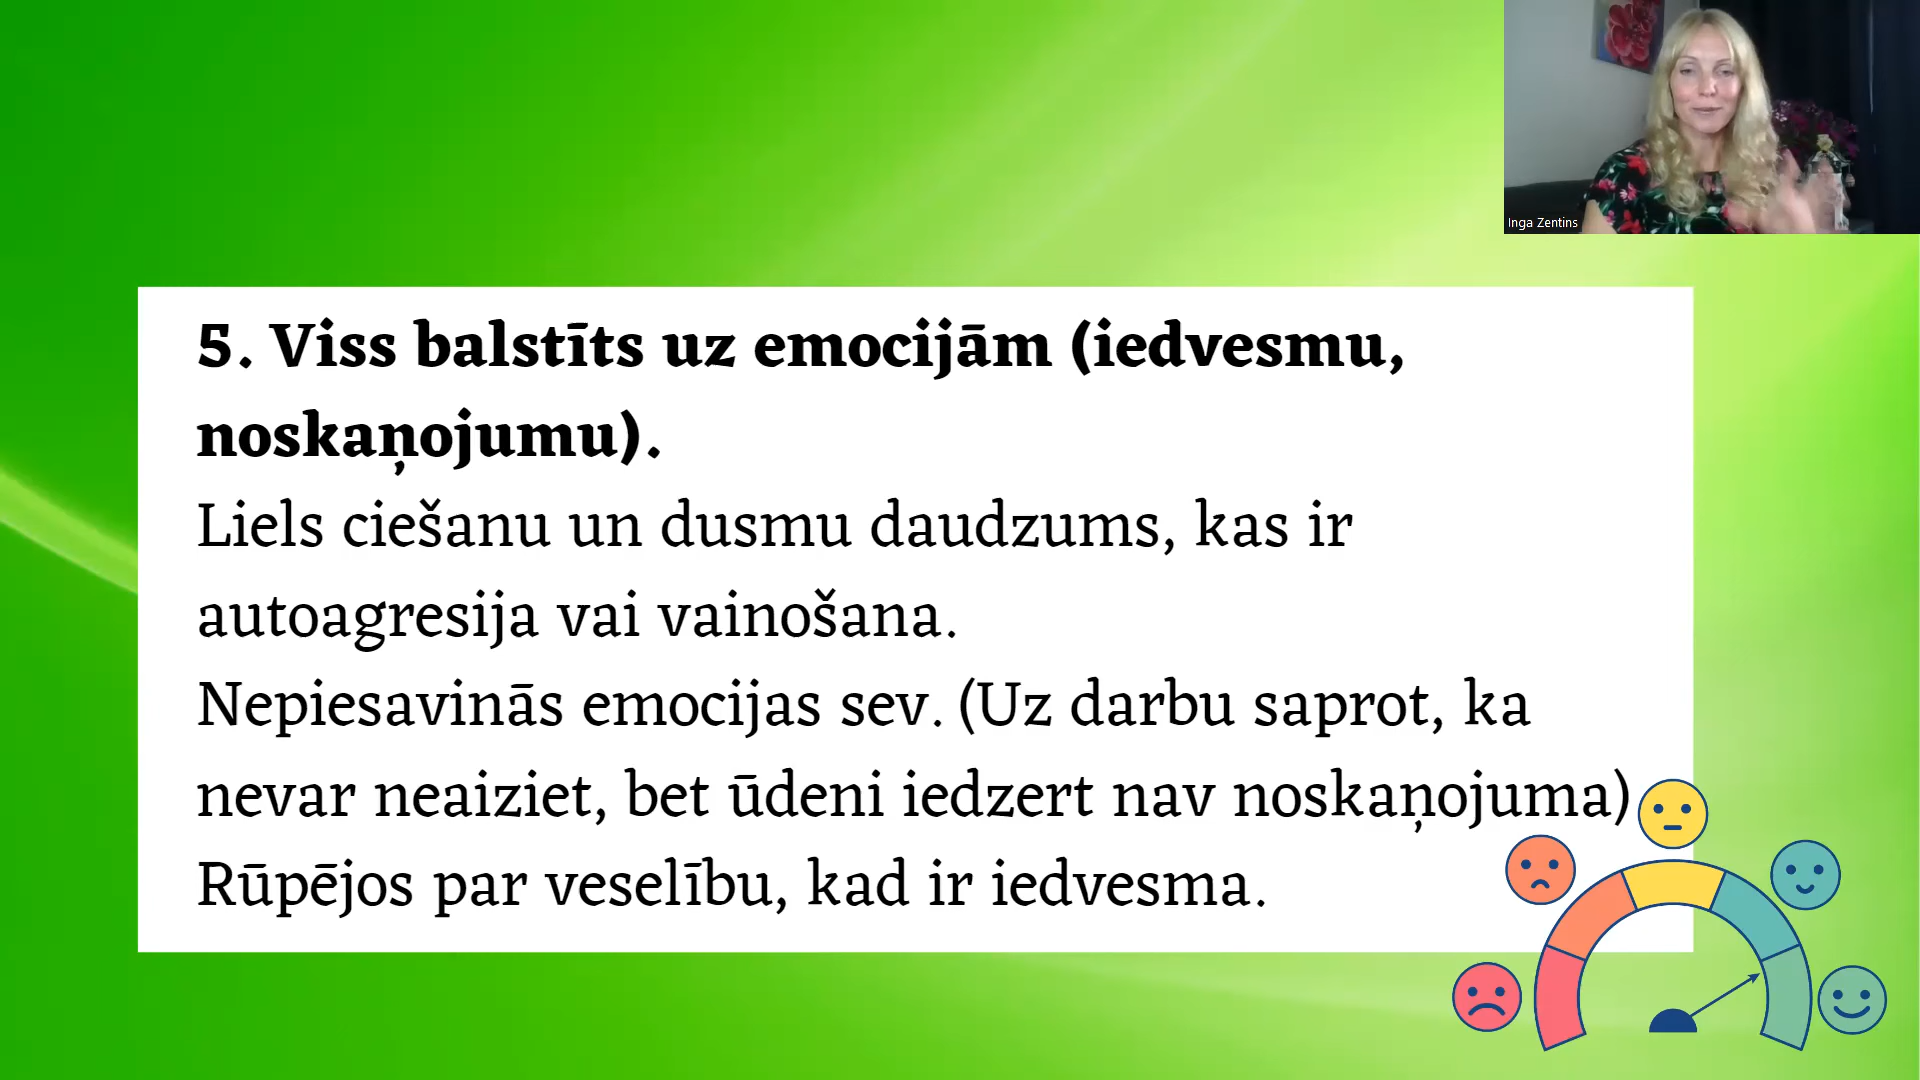 Inga Zentins
5. Viss balstīts uz emocijām (iedvesmu,
noskaņojumu).
Liels ciešanu un dusmu daudzums, kas ir
autoagresija vai vainošana.
Nepiesavinās emocijas sev. (Uz darbu saprot, ka
nevar neaiziet, bet ūdeni iedzert nav noskaņojuma)
Rūpējos par veselību, kad ir iedvesma.